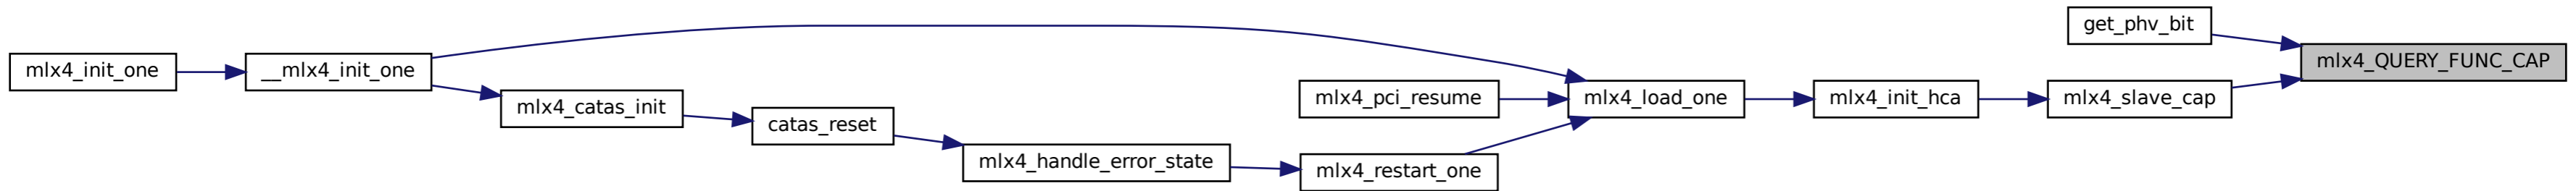 mlx4_init_one
__mlx4_init_one
mlx4_catas_init
catas_reset
mlx4_handle_error_state
mlx4_pci_resume
mlx4_restart_one
mlx4_load_one
mlx4_init_hca
get_phv_bit
mlx4_slave_cap
mlx4_QUERY_FUNC_CAP